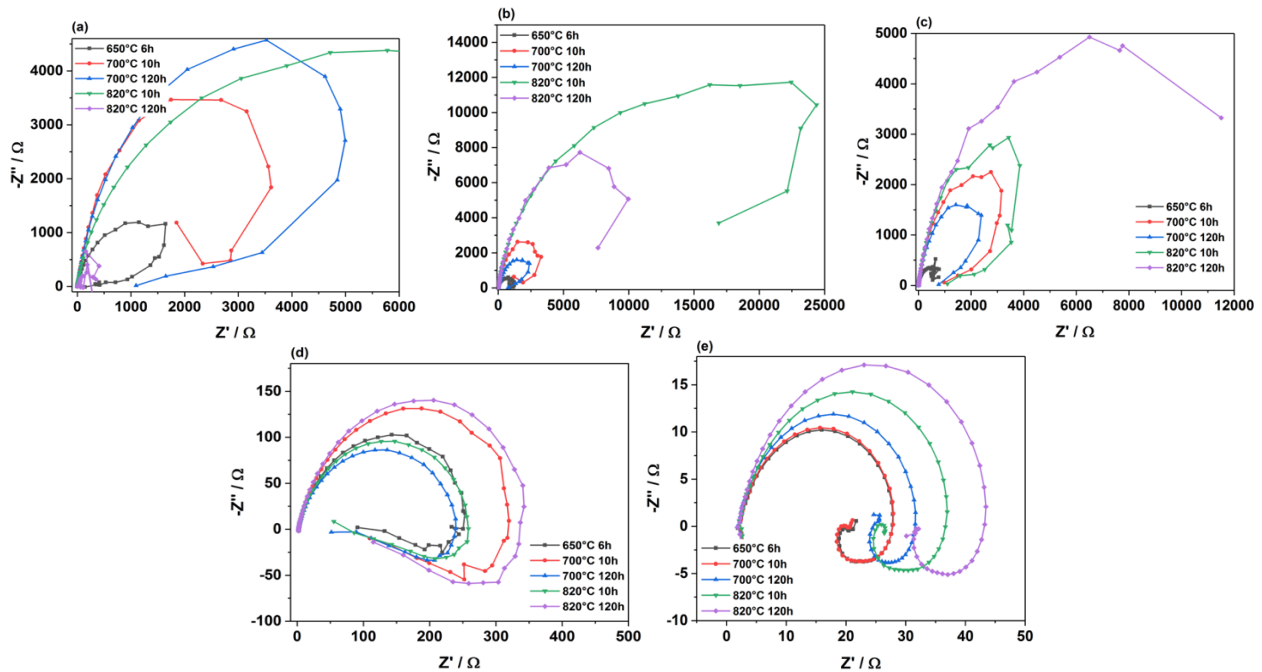 (a)
650°C 6h
700°C 10h
700°C 120h
820°C 10h
820°C 120h
4000
3000
2000
1000
0
-Z'' / Ω
0 1000 2000 3000 4000 5000 6000
Z' / Ω
(b)
650°C 6h
700°C 10h
700°C 120h
820°C 10h
820°C 120h
14000
12000
10000
8000
6000
4000
2000
0
-Z'' / Ω
0 5000 10000 15000 20000 25000
Z' / Ω
(c)
5000
4000
3000
2000
1000
0
-Z'' / Ω
650°C 6h
700°C 10h
700°C 120h
820°C 10h
820°C 120h
0 2000 4000 6000 8000 10000 12000
Z' / Ω
(d)
150
100
50
0
-50
-100
-Z'' / Ω
650°C 6h
700°C 10h
700°C 120h
820°C 10h
820°C 120h
0 100 200 300 400 500
Z' / Ω
(e)
15
10
5
0
-5
-10
-Z'' / Ω
650°C 6h
700°C 10h
700°C 120h
820°C 10h
820°C 120h
0 10 20 30 40 50
Z' / Ω